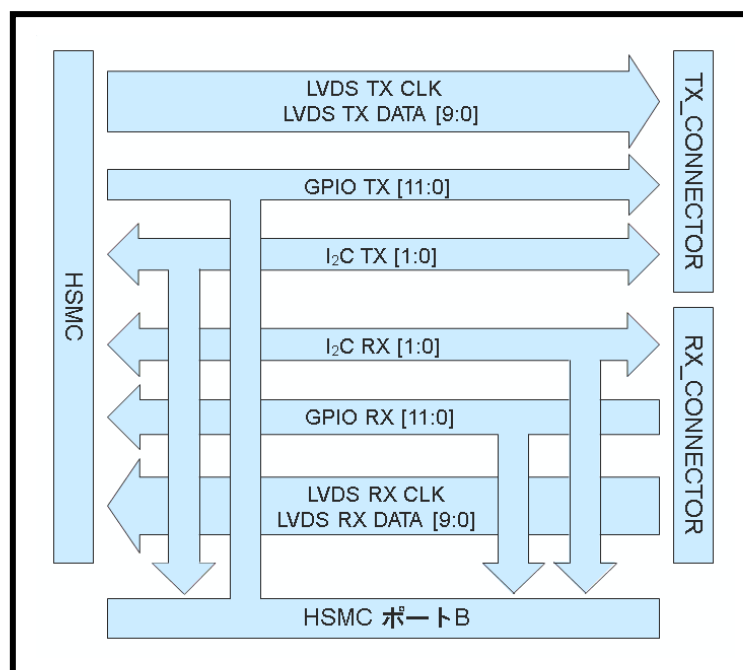 HSMC
LVDS TX CLK
LVDS TX DATA [9:0]
GPIO TX [11:0]
I₂C TX [1:0]
TX_CONNECTOR
I₂C RX [1:0]
GPIO RX [11:0]
LVDS RX CLK
LVDS RX DATA [9:0]
RX_CONNECTOR
HSMC ポートB